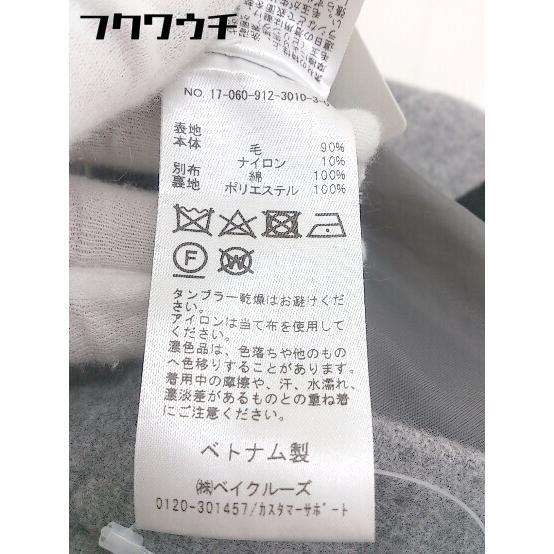 フクワウチ
NO. 17-060-912-3010-3-0
表地
本体 毛 90%
ナイロン 10%
別布 綿 100%
裏地 ポリエステル 100%
F
W
タンブラー乾燥はお避けくだ
さい。
アイロンは当て布を使用して
ください。
濃色品は、色落ちや他のもの
へ色移りすることがあります。
着用中の摩擦や、汗、水濡れ、
濃淡差があるものとの重ね着
にご注意ください。
ベトナム製
㈱ベイクルーズ
0120-301457/カスタマーサポート